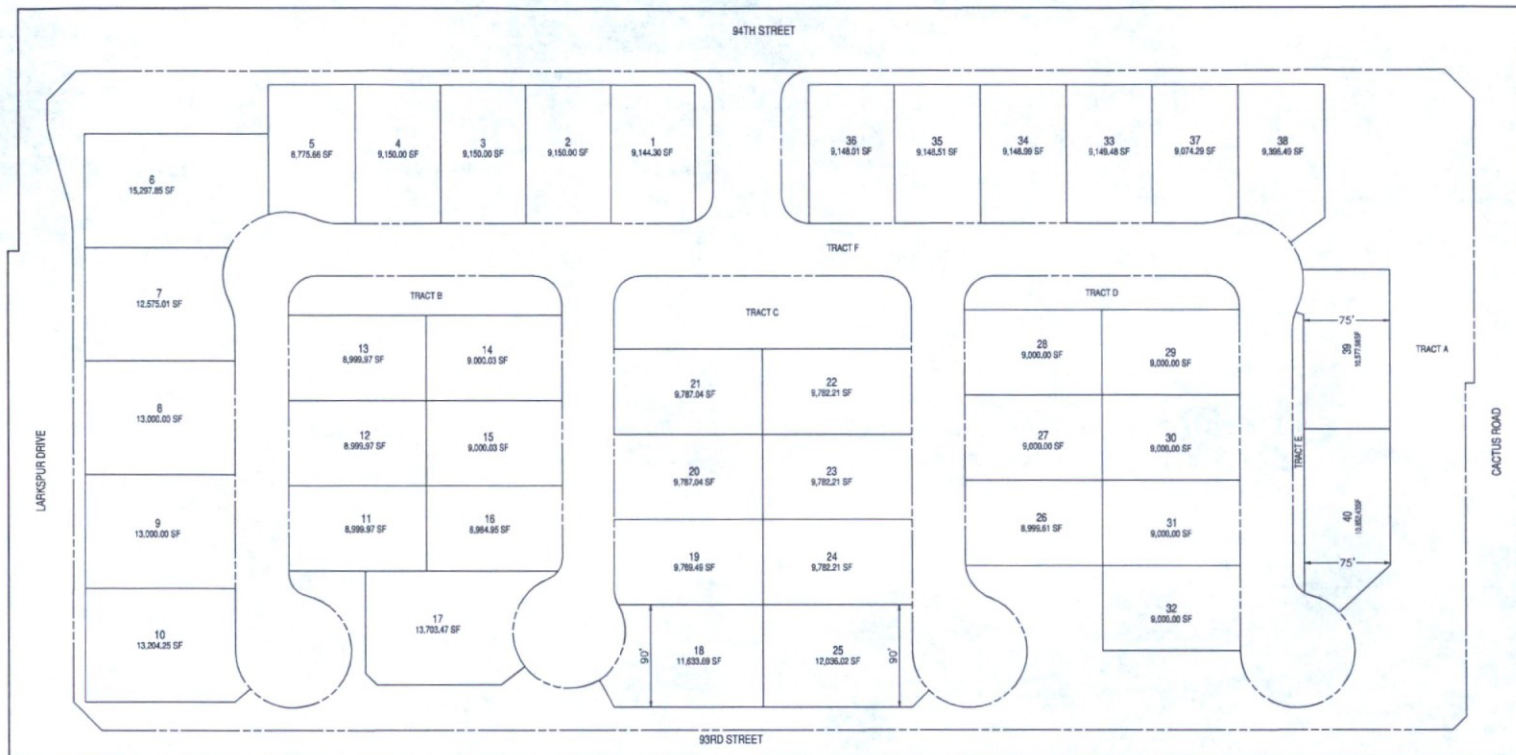 94TH STREET
5
8,775.66 SF
4
9,150.00 SF
3
9,150.00 SF
2
9,150.00 SF
1
9,144.30 SF
36
9,148.01 SF
35
9,148.51 SF
34
9,148.99 SF
33
9,149.48 SF
37
9,074.29 SF
38
9,396.49 SF
6
15,297.85 SF
TRACT F
7
12,575.01 SF
TRACT B
TRACT C
TRACT D
75'
39
TRACT A
13
8,999.97 SF
14
9,000.03 SF
28
9,000.00 SF
29
9,000.00 SF
21
9,787.04 SF
22
9,782.21 SF
8
13,000.00 SF
12
8,999.97 SF
15
9,000.03 SF
27
9,000.00 SF
30
9,000.00 SF
TRACT E
LARKSPUR DRIVE
CACTUS ROAD
20
9,787.04 SF
23
9,782.21 SF
9
13,000.00 SF
11
8,999.97 SF
16
8,984.95 SF
26
8,999.61 SF
31
9,000.00 SF
40
75'
19
9,789.49 SF
24
9,782.21 SF
10
13,204.25 SF
17
13,703.47 SF
32
9,000.00 SF
90'
18
11,633.69 SF
25
12,036.02 SF
90'
93RD STREET